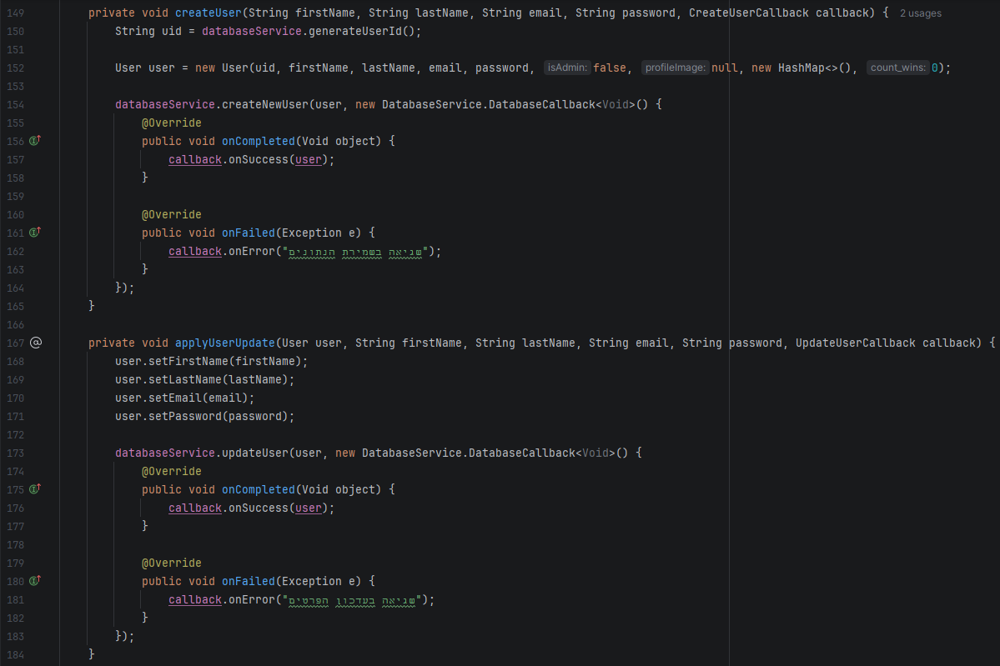 149 private void createUser(String firstName, String lastName, String email, String password, CreateUserCallback callback) { 2 usages
150 String uid = databaseService.generateUserId();
151
152 User user = new User(uid, firstName, lastName, email, password, isAdmin: false, profileImage: null, new HashMap<>(), count_wins: 0);
153
154 databaseService.createNewUser(user, new DatabaseService.DatabaseCallback<Void>() {
155 @Override
156 public void onCompleted(Void object) {
157 callback.onSuccess(user);
158 }
159
160 @Override
161 public void onFailed(Exception e) {
162 callback.onError("שגיאה בשמירת הנתונים");
163 }
164 });
165 }
166
167 @ private void applyUserUpdate(User user, String firstName, String lastName, String email, String password, UpdateUserCallback callback) {
168 user.setFirstName(firstName);
169 user.setLastName(lastName);
170 user.setEmail(email);
171 user.setPassword(password);
172
173 databaseService.updateUser(user, new DatabaseService.DatabaseCallback<Void>() {
174 @Override
175 public void onCompleted(Void object) {
176 callback.onSuccess(user);
177 }
178
179 @Override
180 public void onFailed(Exception e) {
181 callback.onError("שגיאה בעדכון הפרטים");
182 }
183 });
184 }